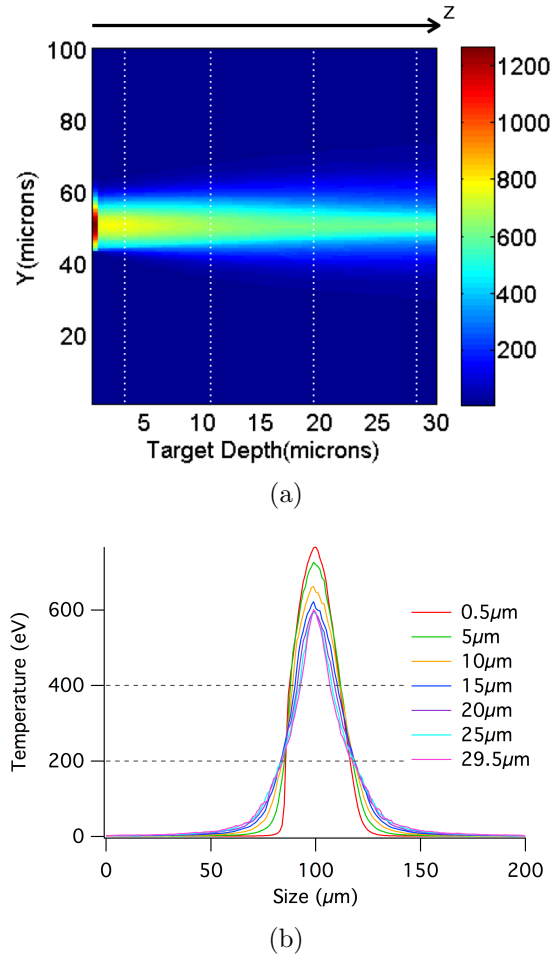 z
100
80
60
40
20
Y(microns)
5 10 15 20 25 30
Target Depth(microns)
1200
1000
800
600
400
200
(a)
600
400
200
0
Temperature (eV)
0.5µm
5µm
10µm
15µm
20µm
25µm
29.5µm
0 50 100 150 200
Size (µm)
(b)